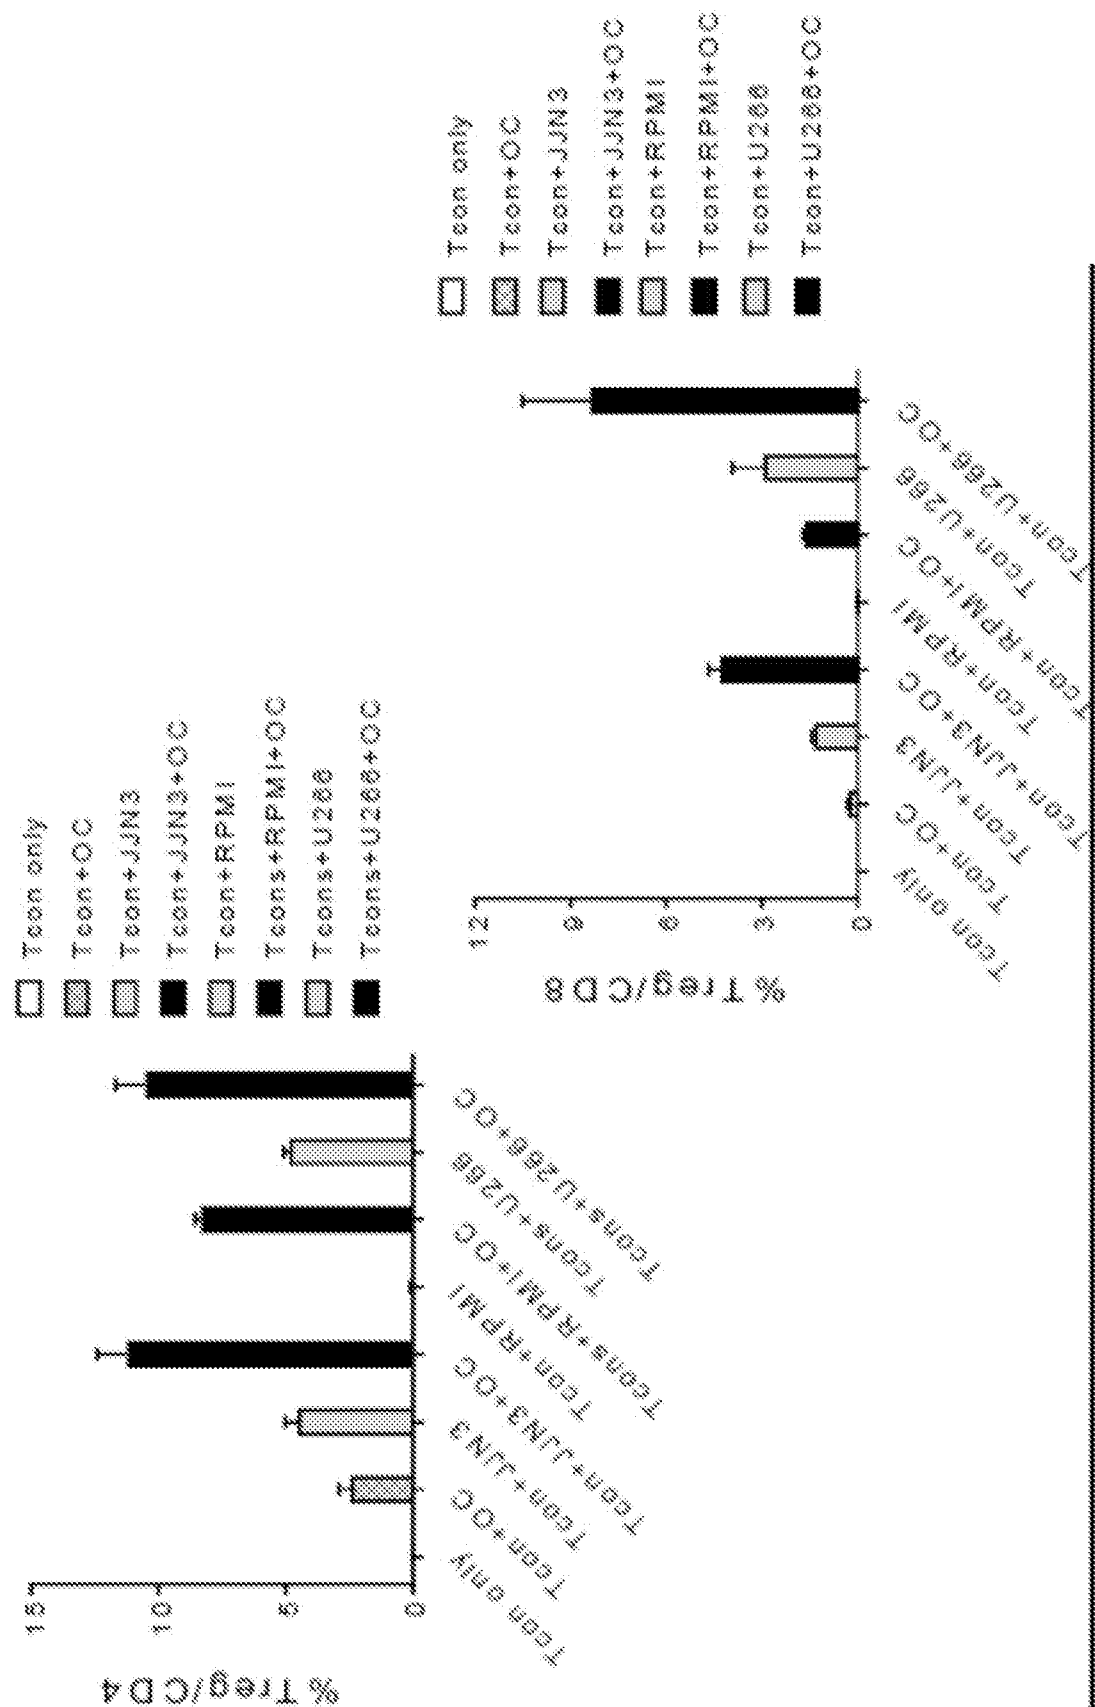 % Treg/CD4
15
10
5
0
Tcon only
Tcon+OC
Tcon+JJN3
Tcon+JJN3+OC
Tcon+RPMI
Tcons+RPMI+OC
Tcons+U266
Tcons+U266+OC
Tcon only
Tcon+OC
Tcon+JJN3
Tcon+JJN3+OC
Tcon+RPMI
Tcons+RPMI+OC
Tcons+U266
Tcons+U266+OC
% Treg/CD8
12
9
6
3
0
Tcon only
Tcon+OC
Tcon+JJN3
Tcon+JJN3+OC
Tcon+RPMI
Tcon+RPMI+OC
Tcon+U266
Tcon+U266+OC
Tcon only
Tcon+OC
Tcon+JJN3
Tcon+JJN3+OC
Tcon+RPMI
Tcon+RPMI+OC
Tcon+U266
Tcon+U266+OC